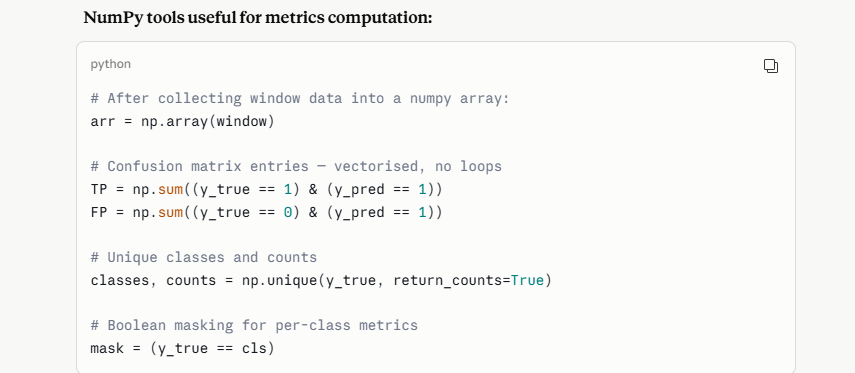 NumPy tools useful for metrics computation:
python
# After collecting window data into a numpy array:
arr = np.array(window)
# Confusion matrix entries — vectorised, no loops
TP = np.sum((y_true == 1) & (y_pred == 1))
FP = np.sum((y_true == 0) & (y_pred == 1))
# Unique classes and counts
classes, counts = np.unique(y_true, return_counts=True)
# Boolean masking for per-class metrics
mask = (y_true == cls)